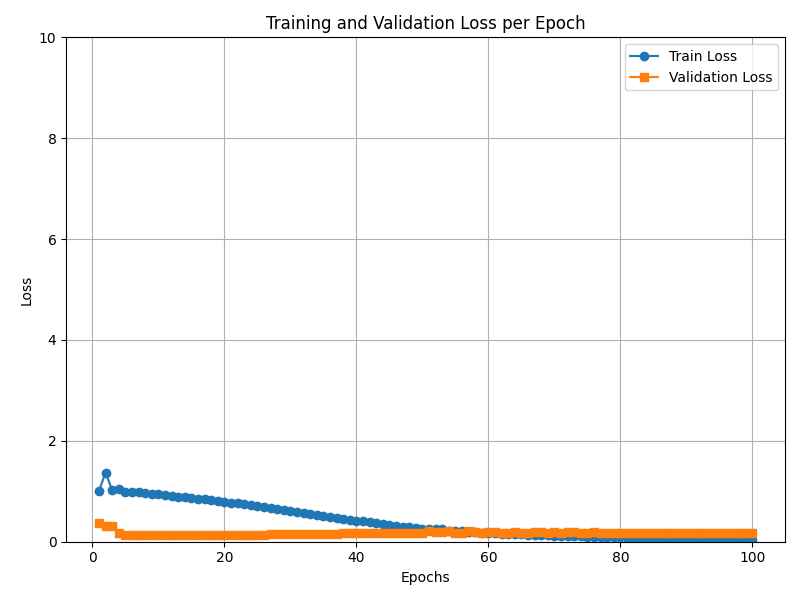 Training and Validation Loss per Epoch
10
8
6
4
2
0
Loss
Train Loss
Validation Loss
0 20 40 60 80 100
Epochs